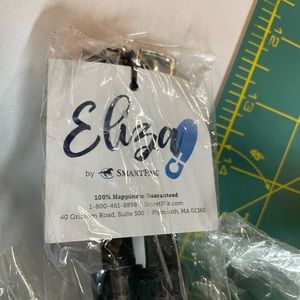 Eliza
by SMARTPAK
100% Happiness Guaranteed
1-800-461-8898 | SmartPak.com
40 Grissom Road, Suite 500 | Plymouth, MA 02360
12
13
14
45°